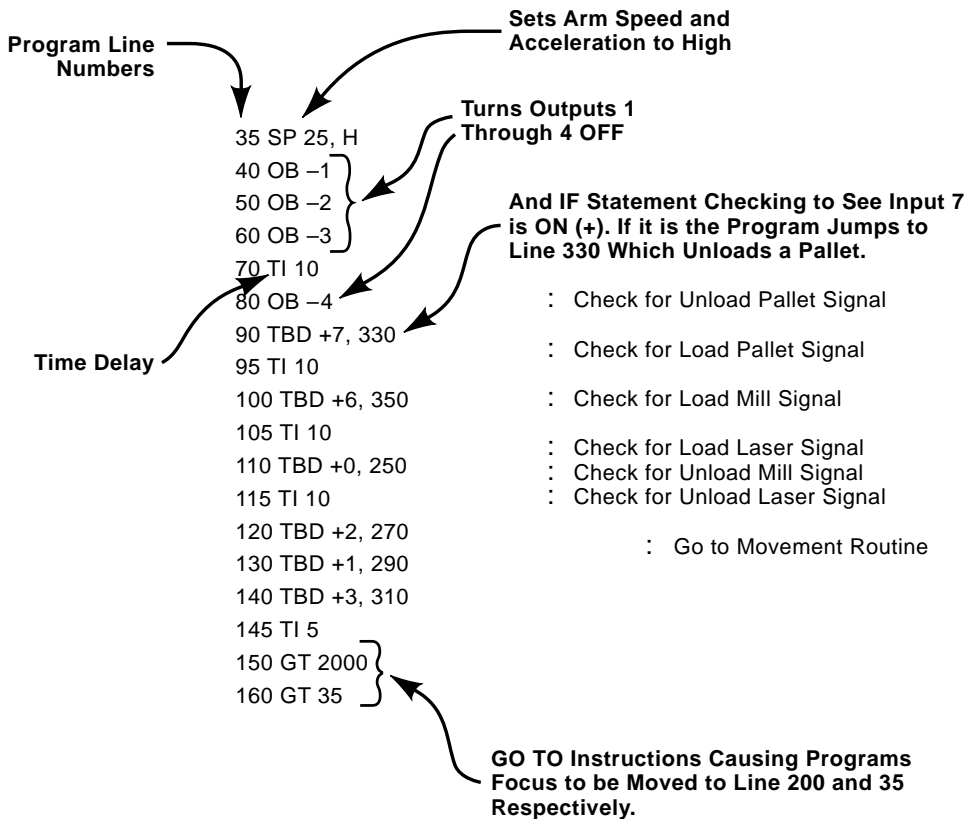 Sets Arm Speed and
Acceleration to High
Program Line
Numbers
Turns Outputs 1
Through 4 OFF
35 SP 25, H
40 OB –1
50 OB –2
60 OB –3
70 TI 10
80 OB –4
90 TBD +7, 330
95 TI 10
100 TBD +6, 350
105 TI 10
110 TBD +0, 250
115 TI 10
120 TBD +2, 270
130 TBD +1, 290
140 TBD +3, 310
145 TI 5
150 GT 2000
160 GT 35
Time Delay
And IF Statement Checking to See Input 7
is ON (+). If it is the Program Jumps to
Line 330 Which Unloads a Pallet.
: Check for Unload Pallet Signal
: Check for Load Pallet Signal
: Check for Load Mill Signal
: Check for Load Laser Signal
: Check for Unload Mill Signal
: Check for Unload Laser Signal
: Go to Movement Routine
GO TO Instructions Causing Programs
Focus to be Moved to Line 200 and 35
Respectively.